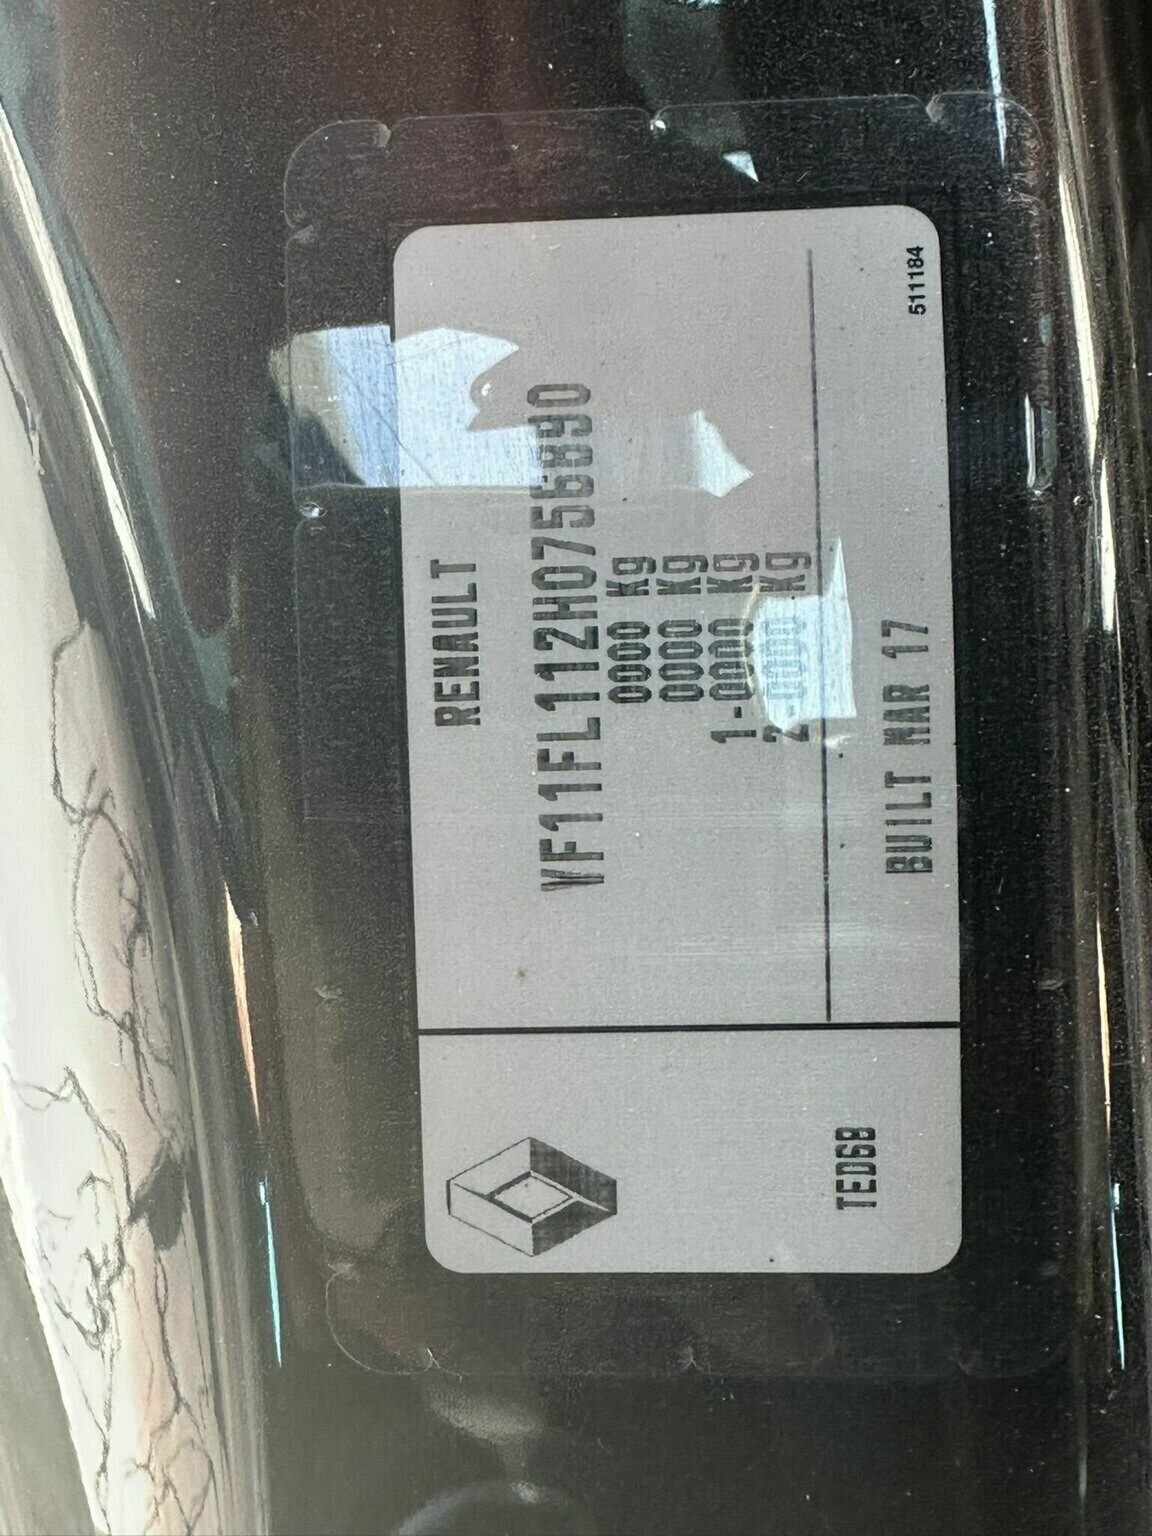 RENAULT
VF11FL112H0756890
0000 kg
0000 kg
1-0000 kg
2-0000 kg
BUILT MAR 17
511184
TED6B